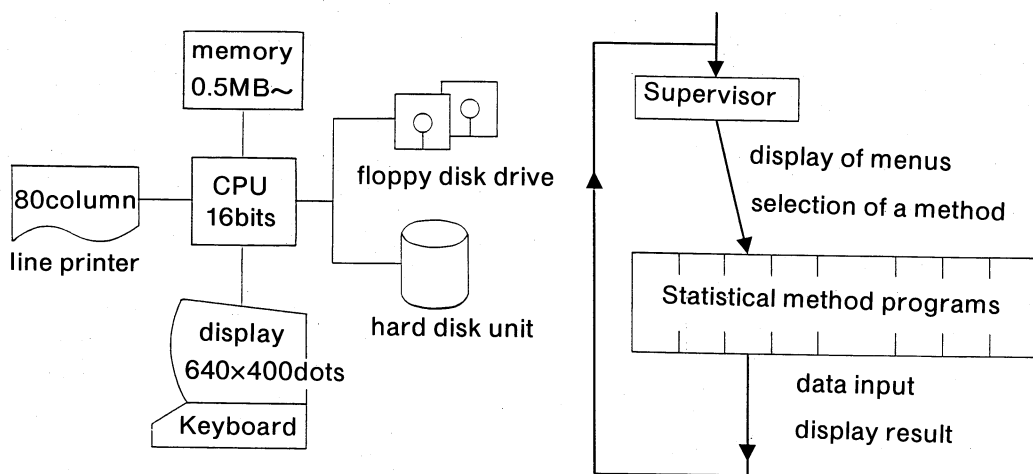 memory
0.5MB~
CPU
16bits
80column
line printer
floppy disk drive
hard disk unit
display
640×400dots
Keyboard
Supervisor
display of menus
selection of a method
Statistical method programs
data input
display result